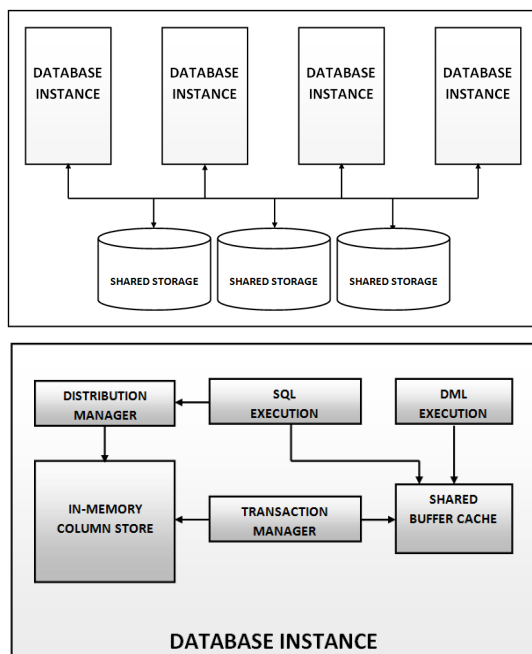 DATABASE
INSTANCE
DATABASE
INSTANCE
DATABASE
INSTANCE
DATABASE
INSTANCE
SHARED STORAGE
SHARED STORAGE
SHARED STORAGE
DISTRIBUTION
MANAGER
SQL
EXECUTION
DML
EXECUTION
IN-MEMORY
COLUMN STORE
TRANSACTION
MANAGER
SHARED
BUFFER CACHE
DATABASE INSTANCE